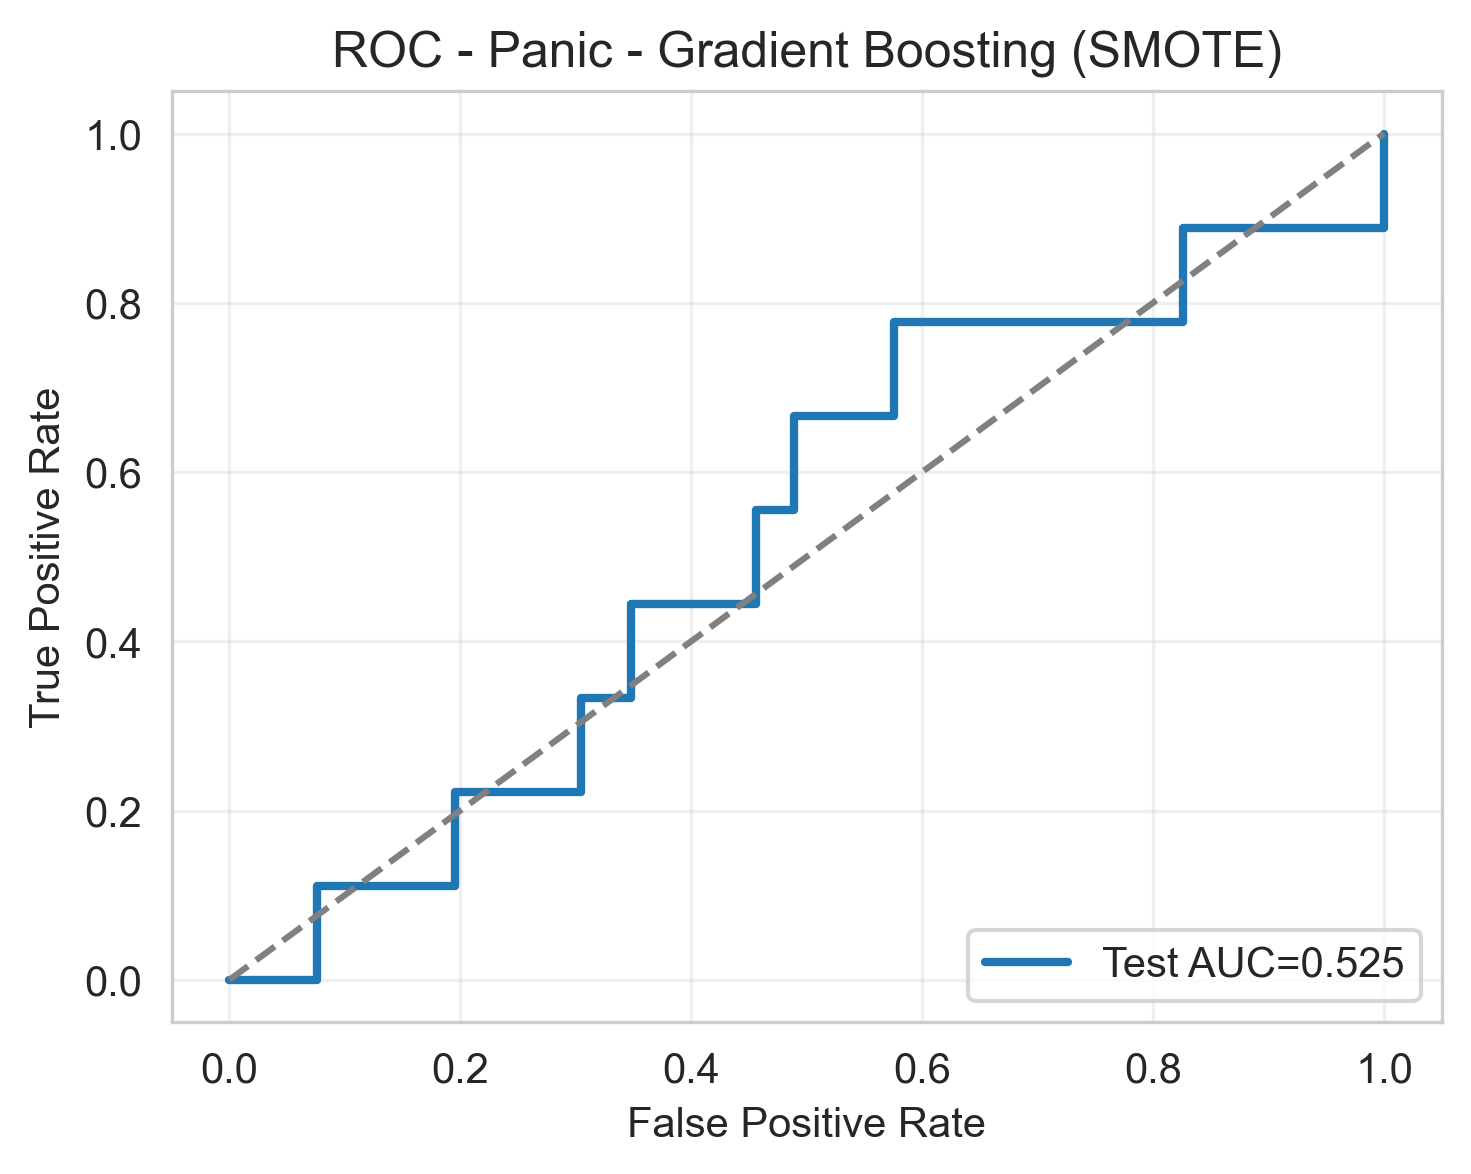 ROC - Panic - Gradient Boosting (SMOTE)
1.0
0.8
0.6
0.4
0.2
0.0
True Positive Rate
Test AUC=0.525
0.0 0.2 0.4 0.6 0.8 1.0
False Positive Rate